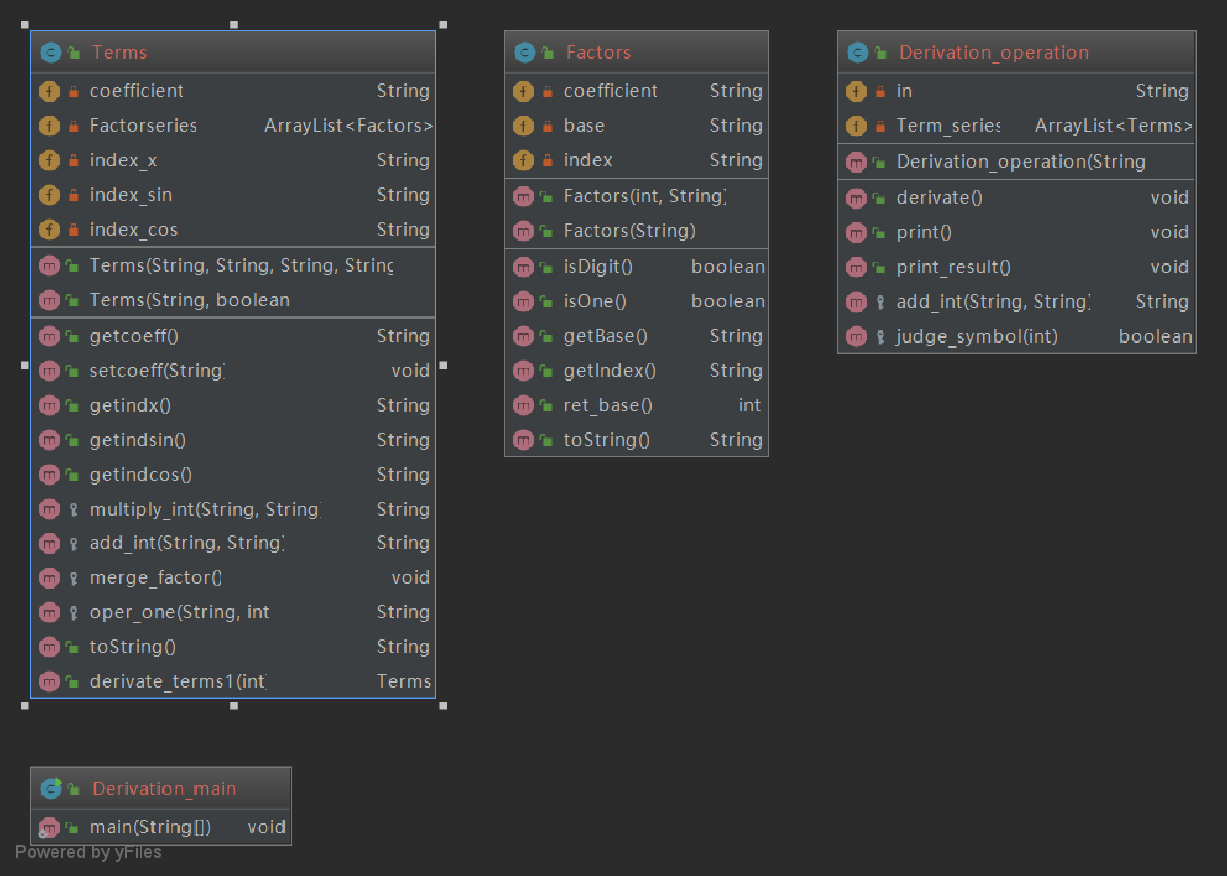 Terms
coefficient String
Factorseries ArrayList<Factors>
index_x String
index_sin String
index_cos String
Terms(String, String, String, String
Terms(String, boolean
getcoeff() String
setcoeff(String) void
getindx() String
getindsin() String
getindcos() String
multiply_int(String, String) String
add_int(String, String) String
merge_factor() void
oper_one(String, int String
toString() String
derivate_terms1(int) Terms
Factors
coefficient String
base String
index String
Factors(int, String)
Factors(String)
isDigit() boolean
isOne() boolean
getBase() String
getIndex() String
ret_base() int
toString() String
Derivation_operation
in String
Term_series ArrayList<Terms>
Derivation_operation(String
derivate() void
print() void
print_result() void
add_int(String, String) String
judge_symbol(int) boolean
Derivation_main
main(String[]) void
Powered by yFiles